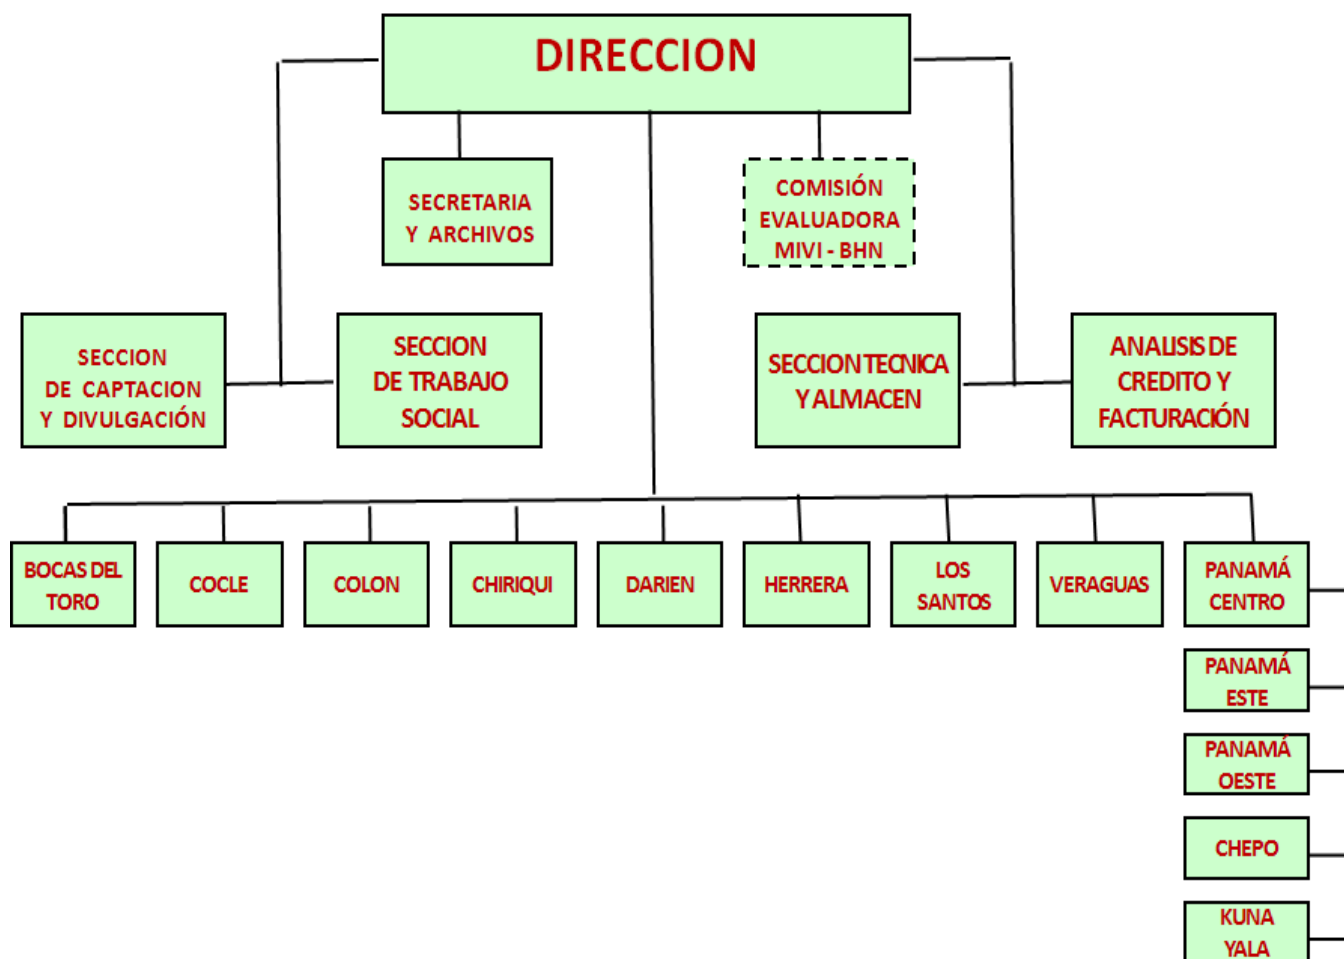 DIRECCION
SECRETARIA
Y ARCHIVOS
COMISIÓN
EVALUADORA
MIVI - BHN
SECCION
DE CAPTACION
Y DIVULGACIÓN
SECCION
DE TRABAJO
SOCIAL
SECCION TECNICA
Y ALMACEN
ANALISIS DE
CREDITO Y
FACTURACIÓN
BOCAS DEL
TORO
COCLE
COLON
CHIRIQUI
DARIEN
HERRERA
LOS
SANTOS
VERAGUAS
PANAMÁ
CENTRO
PANAMÁ
ESTE
PANAMÁ
OESTE
CHEPO
KUNA
YALA